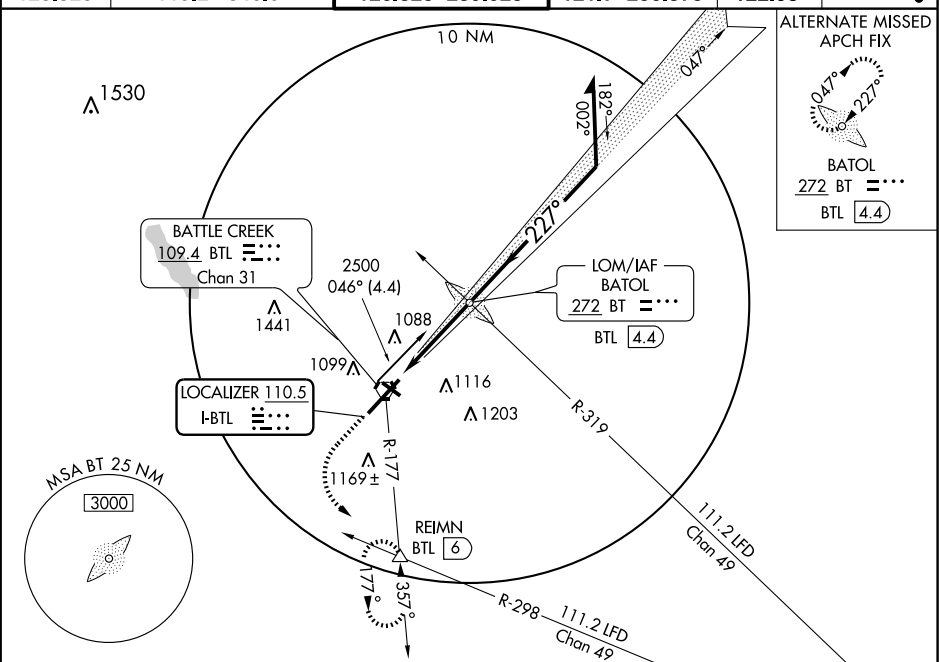 10 NM
ALTERNATE MISSED
APCH FIX
047°
227°
BATOL
272 BT
BTL 4.4
1530
047°
182°
002°
227°
BATTLE CREEK
109.4 BTL
Chan 31
2500
046° (4.4)
LOM/IAF
BATOL
272 BT
BTL 4.4
1441
1088
1099
1116
1203
LOCALIZER 110.5
I-BTL
R-177
R-319
1169±
MSA BT 25 NM
3000
REIMN
BTL 6
177°
357°
111.2 LFD
Chan 49
R-298
111.2 LFD
Chan 49